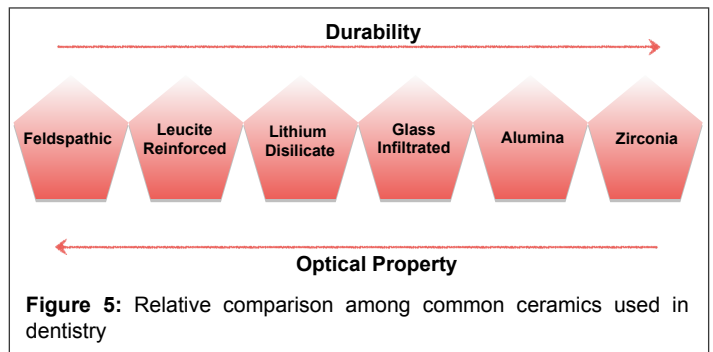 Durability
Feldspathic
Leucite
Reinforced
Lithium
Disilicate
Glass
Infiltrated
Alumina
Zirconia
Optical Property
Figure 5: Relative comparison among common ceramics used in
dentistry